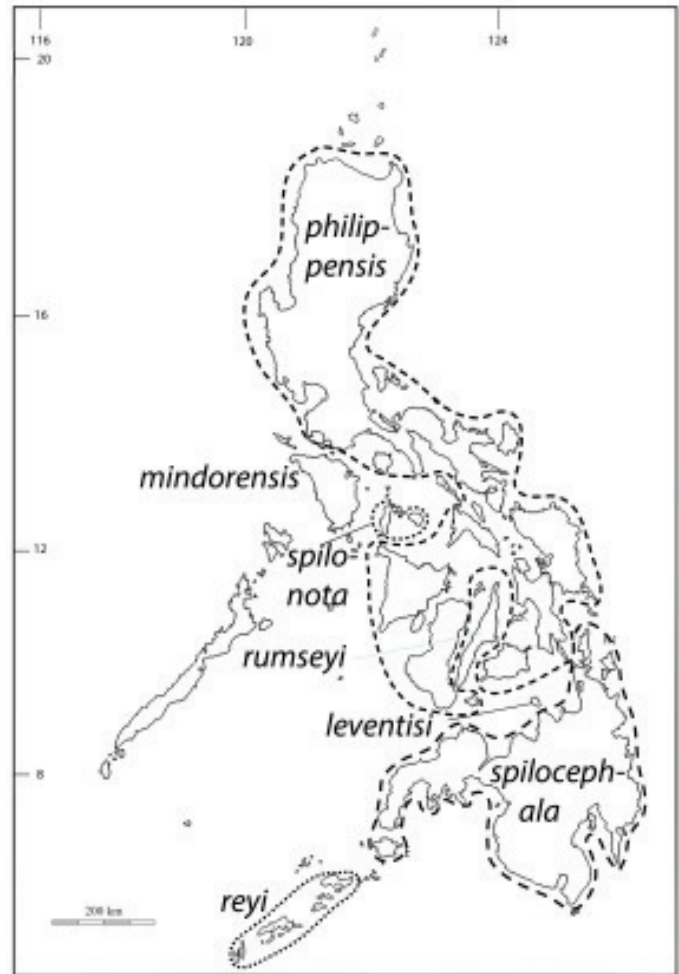 116
120
124
20
philip-
pensis
16
mindorensis
12
spilo-
nota
rumseyi
leventisi
8
spiloceph-
ala
reyi
200 km